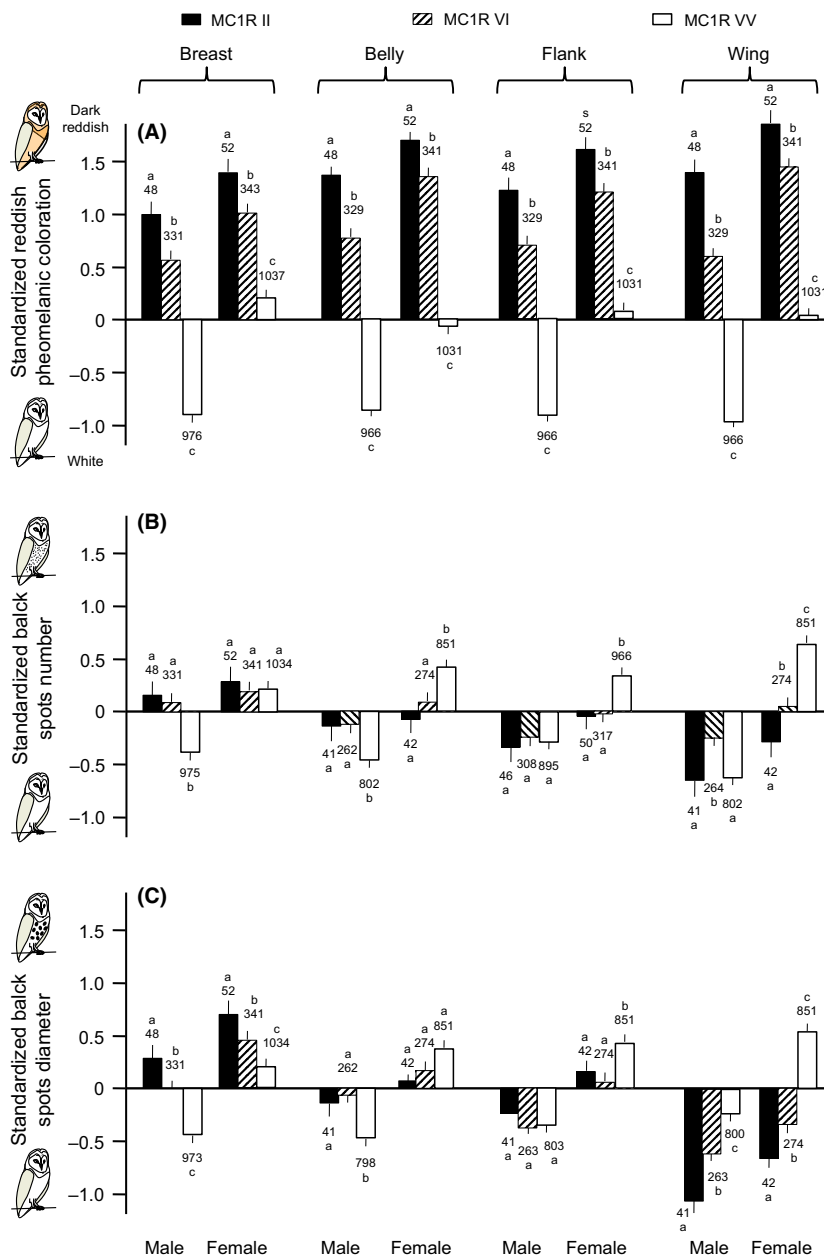 MC1R II MC1R VI MC1R VV
Breast Belly Flank Wing
(A)
Dark
reddish
White
Standardized reddish
pheomelanic coloration
1.5
1.0
0.5
0
−0.5
−1.0
a
48
b
331
976
c
a
52
b
343
c
1037
a
48
b
329
966
c
a
52
b
341
1031
c
a
48
b
329
966
c
s
52
b
341
c
1031
a
48
b
329
966
c
a
52
b
341
c
1031
(B)
Standardized balck
spots number
1.5
1.0
0.5
0
−0.5
−1.0
a
48
a
331
975
b
a
52
a
341
a
1034
41
a
262
a
802
b
42
a
a
274
b
851
46
a
308
a
895
a
50
a
317
a
b
966
41
a
264
b
802
a
42
a
b
274
c
851
(C)
Standardized balck
spots diameter
1.5
1.0
0.5
0
−0.5
−1.0
a
48
b
331
973
c
a
52
b
341
c
1034
41
a
a
262
798
b
a
42
a
274
a
851
41
a
263
a
803
a
a
42
a
274
b
851
41
a
263
b
800
c
42
a
274
b
c
851
Male Female Male Female Male Female Male Female